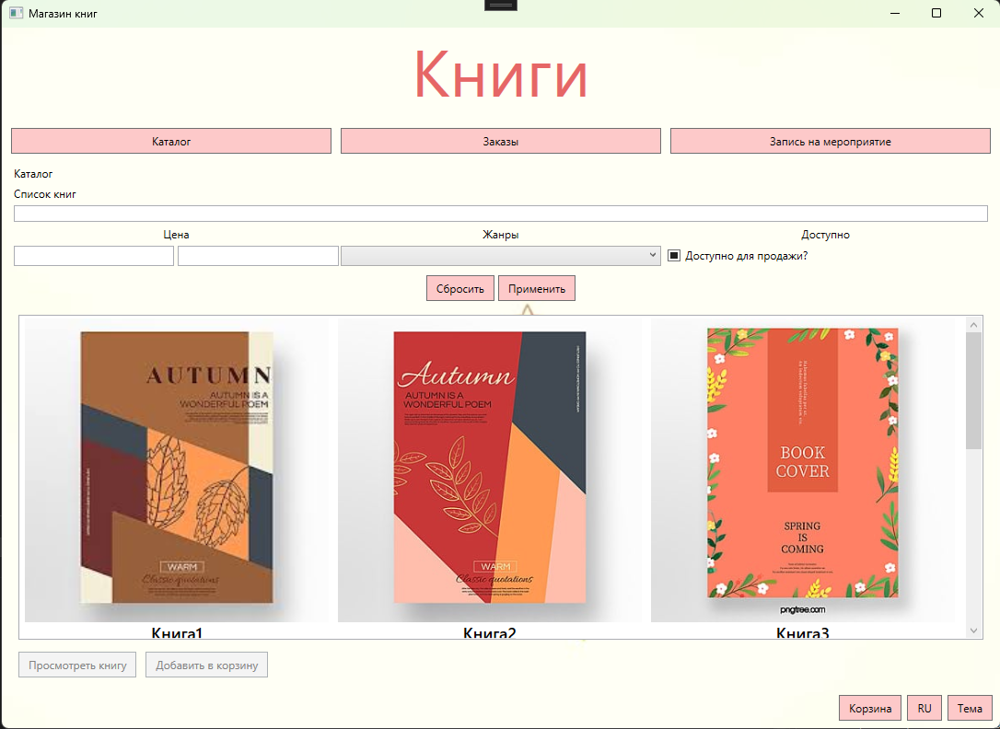 Магазин книг
Книги
Каталог
Заказы
Запись на мероприятие
Каталог
Список книг
Цена
Жанры
Доступно
Доступно для продажи?
Сбросить
Применить
AUTUMN
AUTUMN IS A
WONDERFUL POEM
WARM
Classic quotations
Autumn
AUTUMN IS A
WONDERFUL POEM
WARM
Classic quotations
BOOK
COVER
SPRING
IS
COMING
pngtree.com
Книга1
Книга2
Книга3
Просмотреть книгу
Добавить в корзину
Корзина
RU
Тема